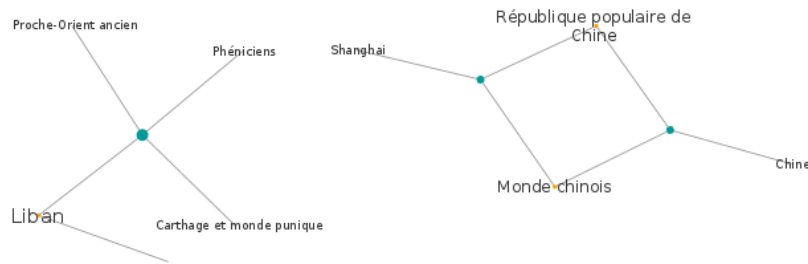 Proche-Orient ancien
Phéniciens
Liban
Carthage et monde punique
République populaire de
Chine
Shanghai
Monde chinois
Chine